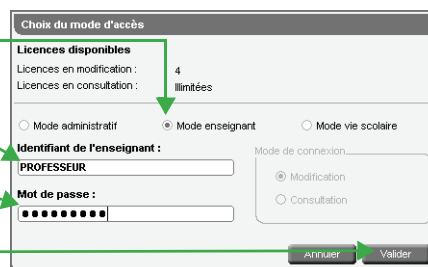 Choix du mode d'accès
Licences disponibles
Licences en modification : 4
Licences en consultation : Illimitées
Mode administratif Mode enseignant Mode vie scolaire
Identifiant de l'enseignant :
PROFESSEUR
Mode de connexion
Modification
Mot de passe :
Consultation
●●●●●●●●●
Annuler Valider